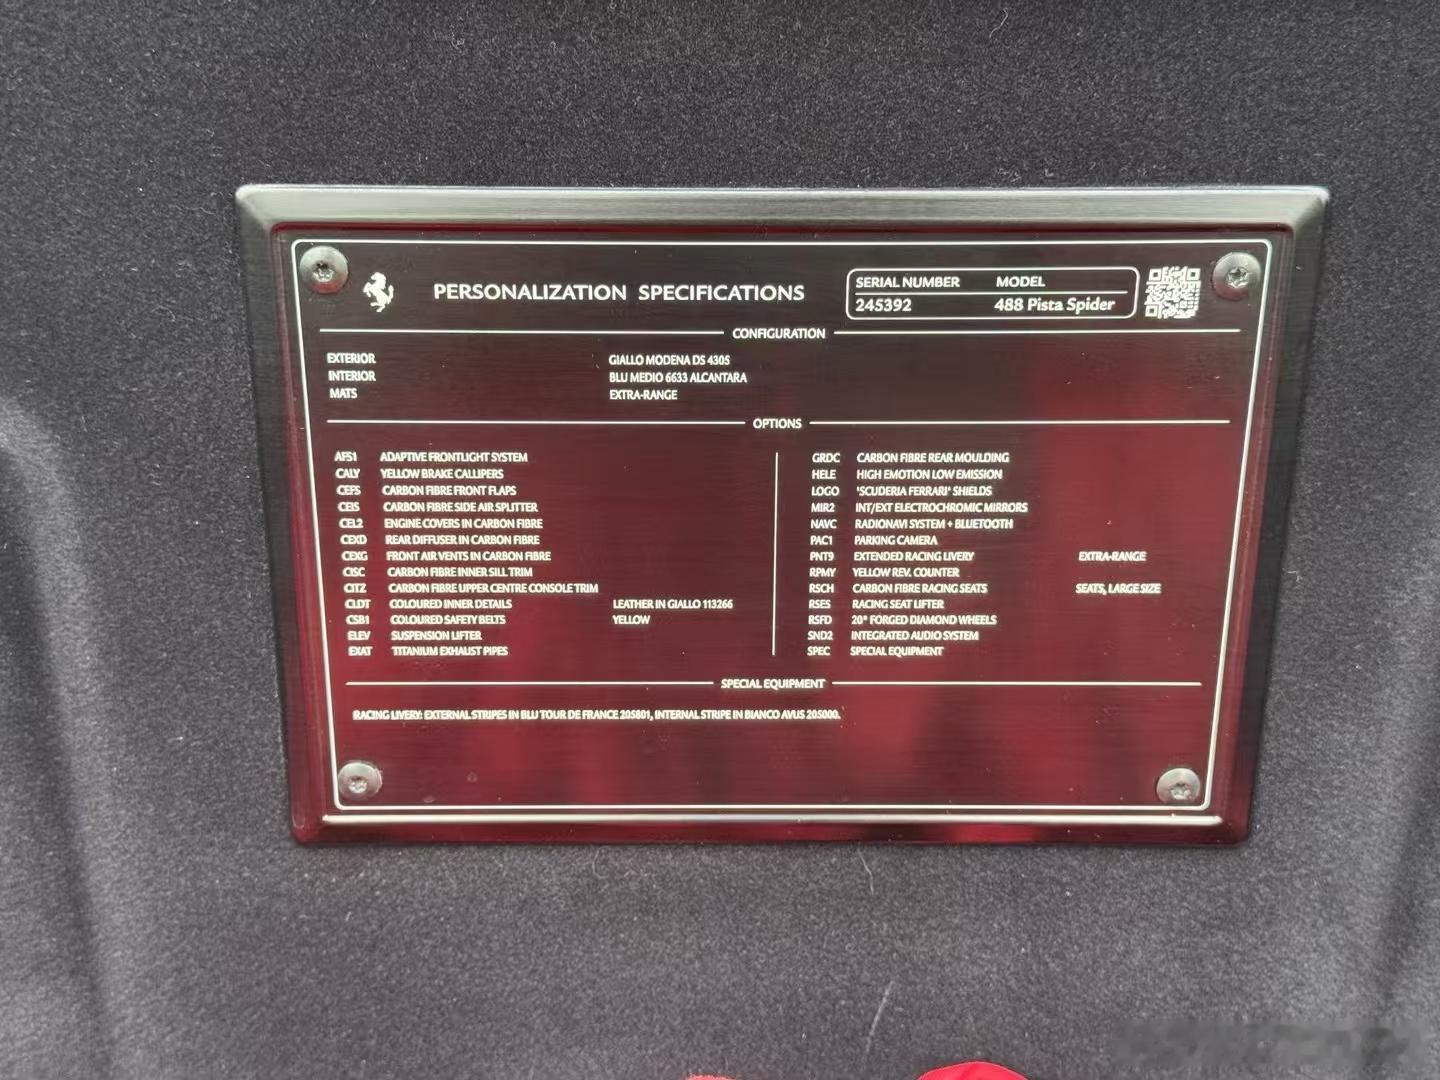 PERSONALIZATION SPECIFICATIONS
SERIAL NUMBER MODEL
245392 488 Pista Spider
CONFIGURATION
EXTERIOR GIALLO MODENA DS 4305
INTERIOR BLU MEDIO 6633 ALCANTARA
MATS EXTRA-RANGE
OPTIONS
AFS1 ADAPTIVE FRONTLIGHT SYSTEM
CALY YELLOW BRAKE CALLIPERS
CEFS CARBON FIBRE FRONT FLAPS
CEIS CARBON FIBRE SIDE AIR SPLITTER
CEL2 ENGINE COVERS IN CARBON FIBRE
CEXD REAR DIFFUSER IN CARBON FIBRE
CEXG FRONT AIR VENTS IN CARBON FIBRE
CISC CARBON FIBRE INNER SILL TRIM
CITZ CARBON FIBRE UPPER CENTRE CONSOLE TRIM
CLDT COLOURED INNER DETAILS LEATHER IN GIALLO 113266
CSB1 COLOURED SAFETY BELTS YELLOW
ELEV SUSPENSION LIFTER
EXAT TITANIUM EXHAUST PIPES
GRDC CARBON FIBRE REAR MOULDING
HELE HIGH EMOTION LOW EMISSION
LOGO 'SCUDERIA FERRARI' SHIELDS
MIR2 INT/EXT ELECTROCHROMIC MIRRORS
NAVC RADIONAVI SYSTEM + BLUETOOTH
PAC1 PARKING CAMERA
PNT9 EXTENDED RACING LIVERY EXTRA-RANGE
RPMY YELLOW REV. COUNTER
RSCH CARBON FIBRE RACING SEATS SEATS, LARGE SIZE
RSES RACING SEAT LIFTER
RSFD 20" FORGED DIAMOND WHEELS
SND2 INTEGRATED AUDIO SYSTEM
SPEC SPECIAL EQUIPMENT
SPECIAL EQUIPMENT
RACING LIVERY: EXTERNAL STRIPES IN BLU TOUR DE FRANCE 205801, INTERNAL STRIPE IN BIANCO AVUS 205000.